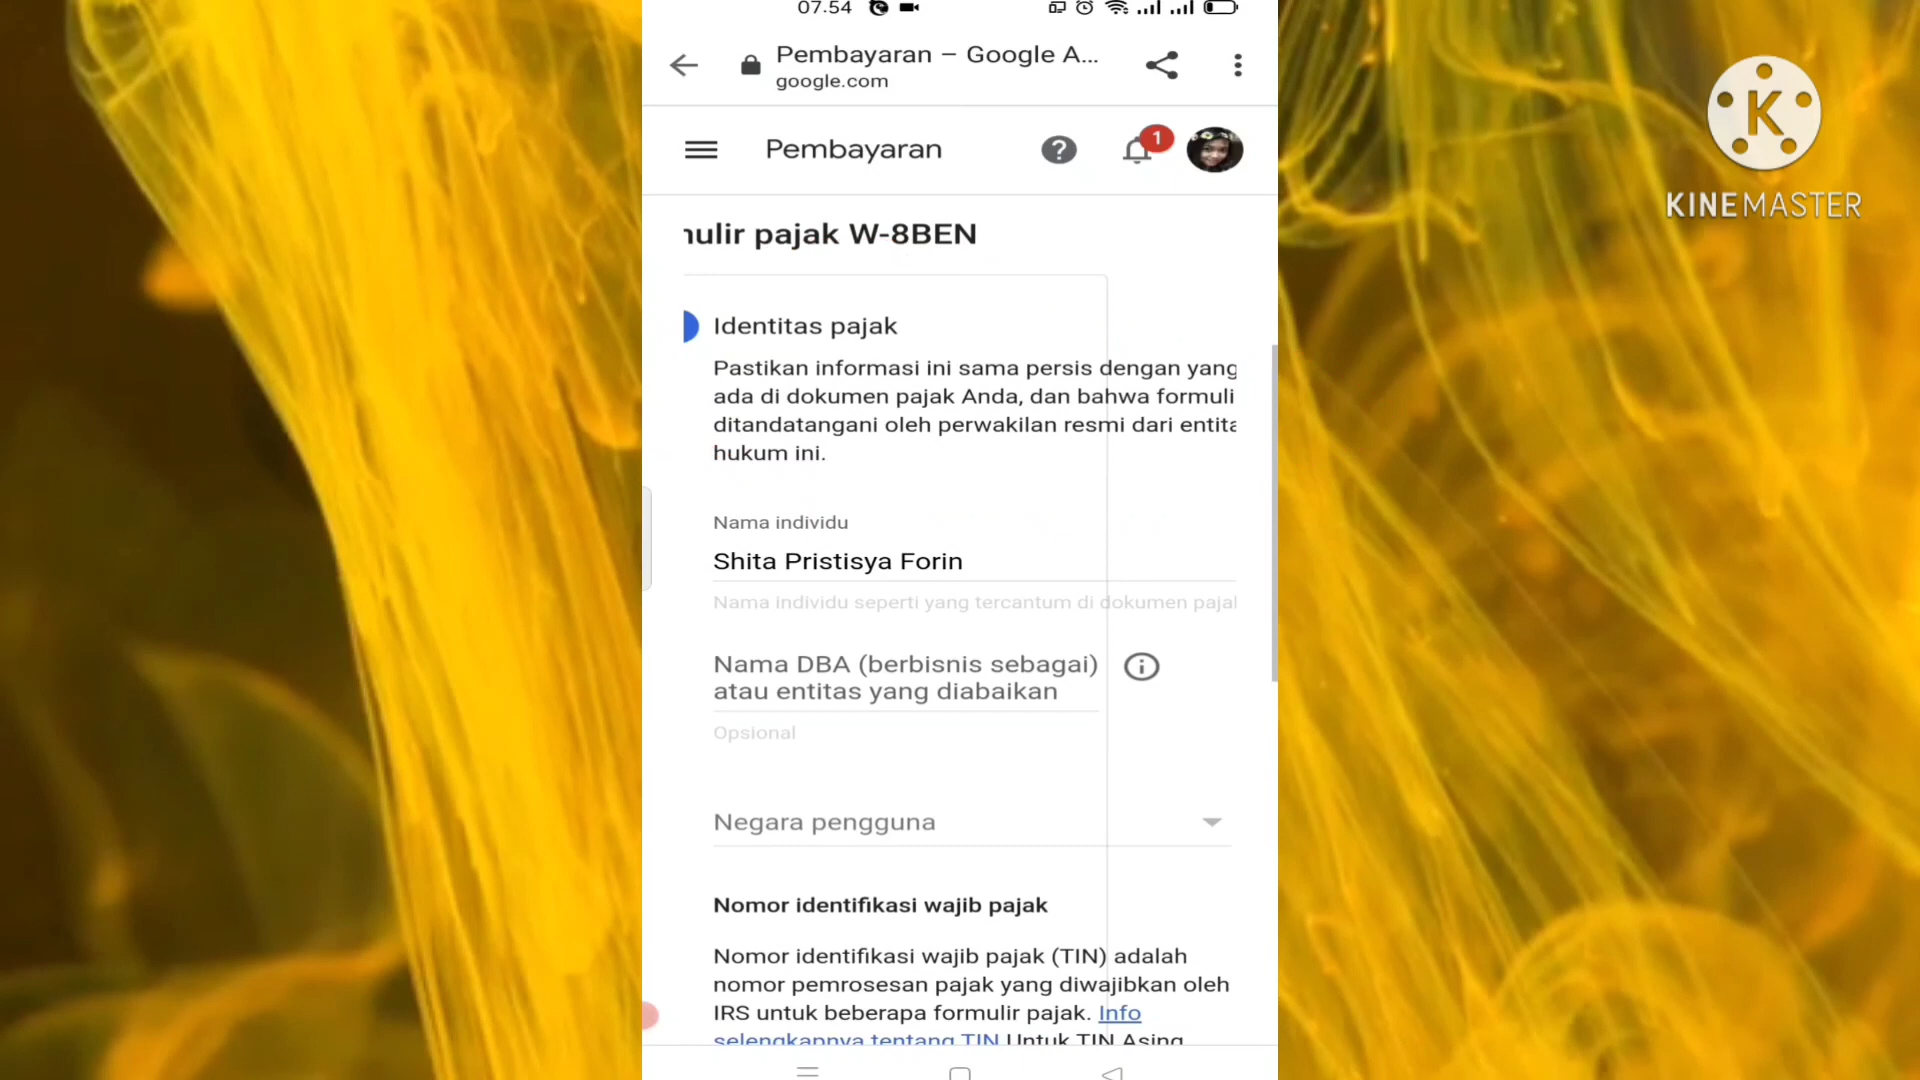 07.54
Pembayaran – Google A...
google.com
Pembayaran
1
K
KINEMASTER
nulir pajak W-8BEN
Identitas pajak
Pastikan informasi ini sama persis dengan yang
ada di dokumen pajak Anda, dan bahwa formuli
ditandatangani oleh perwakilan resmi dari entita
hukum ini.
Nama individu
Shita Pristisya Forin
Nama individu seperti yang tercantum di dokumen pajak
Nama DBA (berbisnis sebagai)
atau entitas yang diabaikan
Opsional
Negara pengguna
Nomor identifikasi wajib pajak
Nomor identifikasi wajib pajak (TIN) adalah
nomor pemrosesan pajak yang diwajibkan oleh
IRS untuk beberapa formulir pajak. Info
selengkapnya tentang TIN Untuk TIN Asing